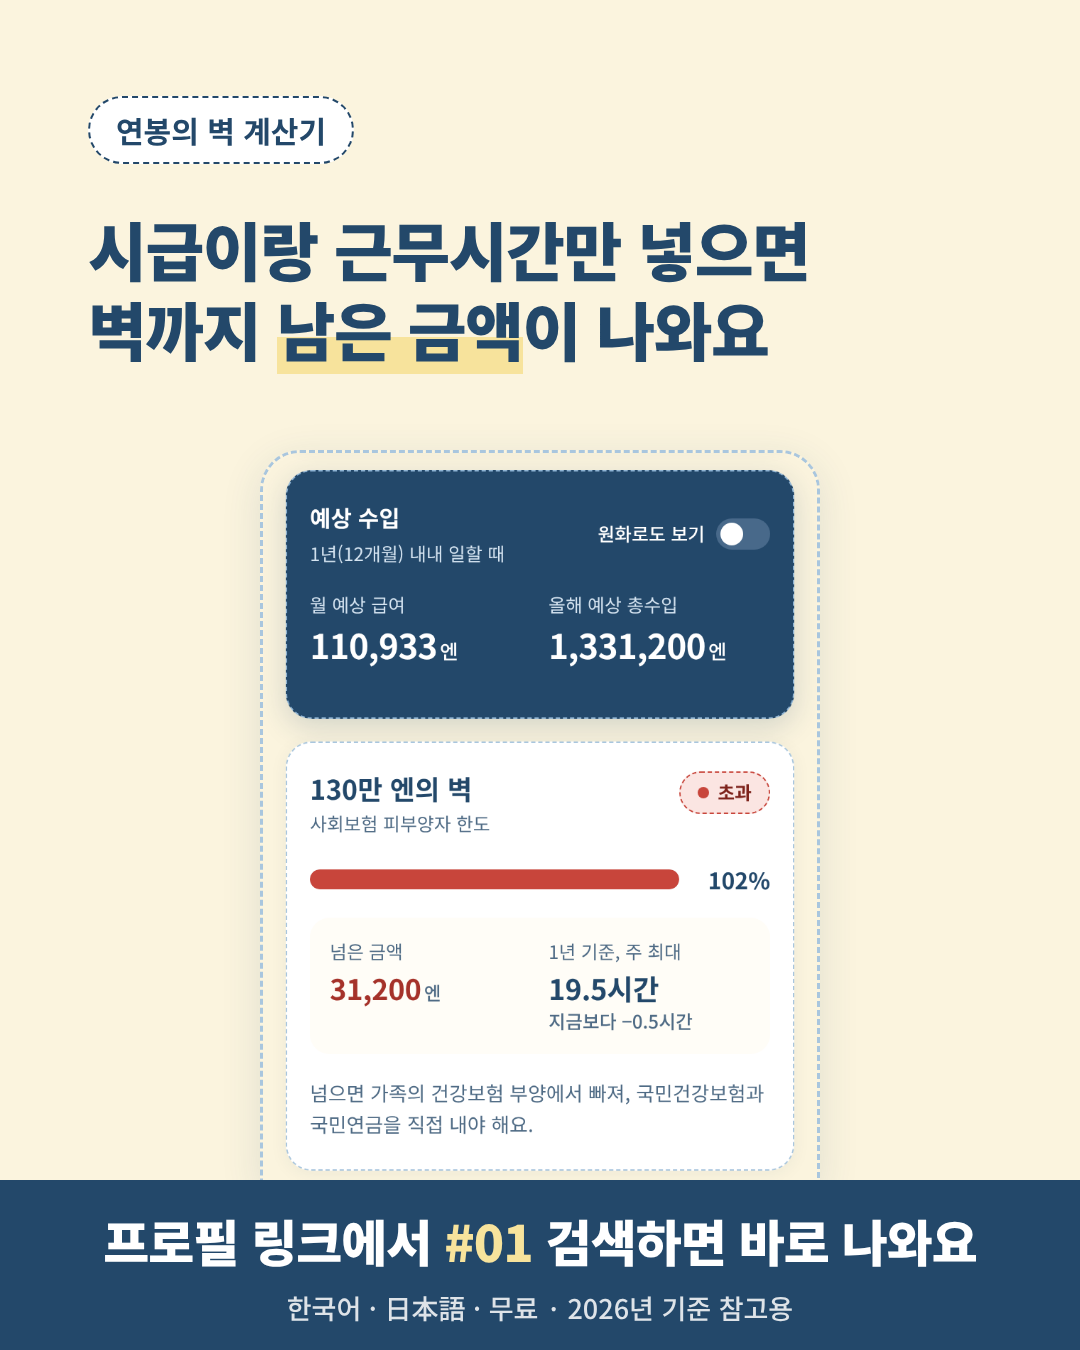 연봉의 벽 계산기
시급이랑 근무시간만 넣으면
벽까지 남은 금액이 나와요
예상 수입
1년(12개월) 내내 일할 때
원화로도 보기
월 예상 급여
올해 예상 총수입
110,933엔
1,331,200엔
130만 엔의 벽
사회보험 피부양자 한도
초과
102%
넘은 금액
31,200엔
1년 기준, 주 최대
19.5시간
지금보다 −0.5시간
넘으면 가족의 건강보험 부양에서 빠져, 국민건강보험과
국민연금을 직접 내야 해요.
프로필 링크에서 #01 검색하면 바로 나와요
한국어 · 日本語 · 무료 · 2026년 기준 참고용